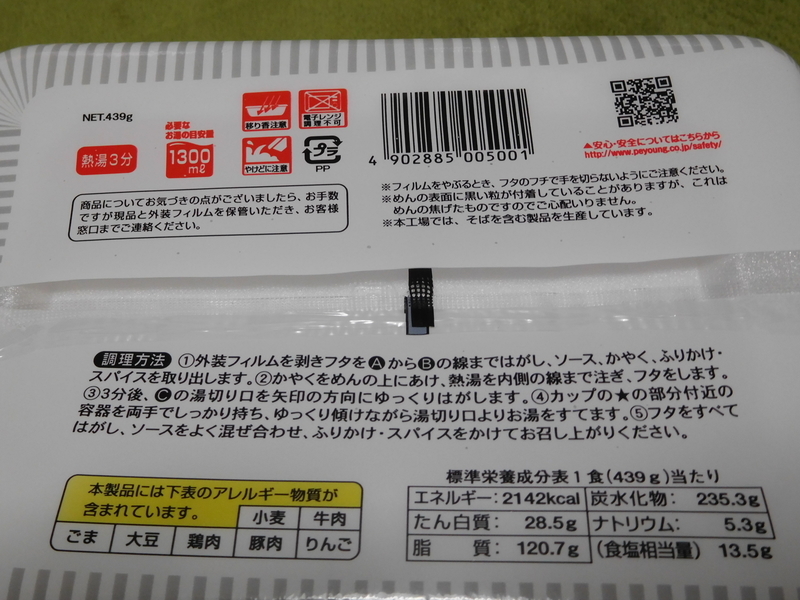 NET.439g
熱湯3分
必要な
お湯の目安量
1300
mℓ
移り香注意
電子レンジ
調理不可
やけどに注意
プラ
PP
4 902885 005001
▲安心・安全についてはこちらから
http://www.peyoung.co.jp/safety/
商品についてお気づきの点がございましたら、お手数
ですが現品と外装フィルムを保管いただき、お客様
窓口までご連絡ください。
※フィルムをやぶるとき、フタのフチで手を切らないようにご注意ください。
※めんの表面に黒い粒が付着していることがありますが、これは
めんの焦げたものですのでご心配いりません。
※本工場では、そばを含む製品を生産しています。
調理方法 ①外装フィルムを剥きフタをⒶからⒷの線まではがし、ソース、かやく、ふりかけ・
スパイスを取り出します。②かやくをめんの上にあけ、熱湯を内側の線まで注ぎ、フタをします。
③3分後、Ⓒの湯切り口を矢印の方向にゆっくりはがします。④カップの★の部分付近の
容器を両手でしっかり持ち、ゆっくり傾けながら湯切り口よりお湯をすてます。⑤フタをすべて
はがし、ソースをよく混ぜ合わせ、ふりかけ・スパイスをかけてお召し上がりください。
本製品には下表のアレルギー物質が
含まれています。
小麦 牛肉
ごま 大豆 鶏肉 豚肉 りんご
標準栄養成分表1食(439g)当たり
エネルギー:2142kcal 炭水化物: 235.3g
たん白質: 28.5g ナトリウム: 5.3g
脂 質: 120.7g (食塩相当量) 13.5g